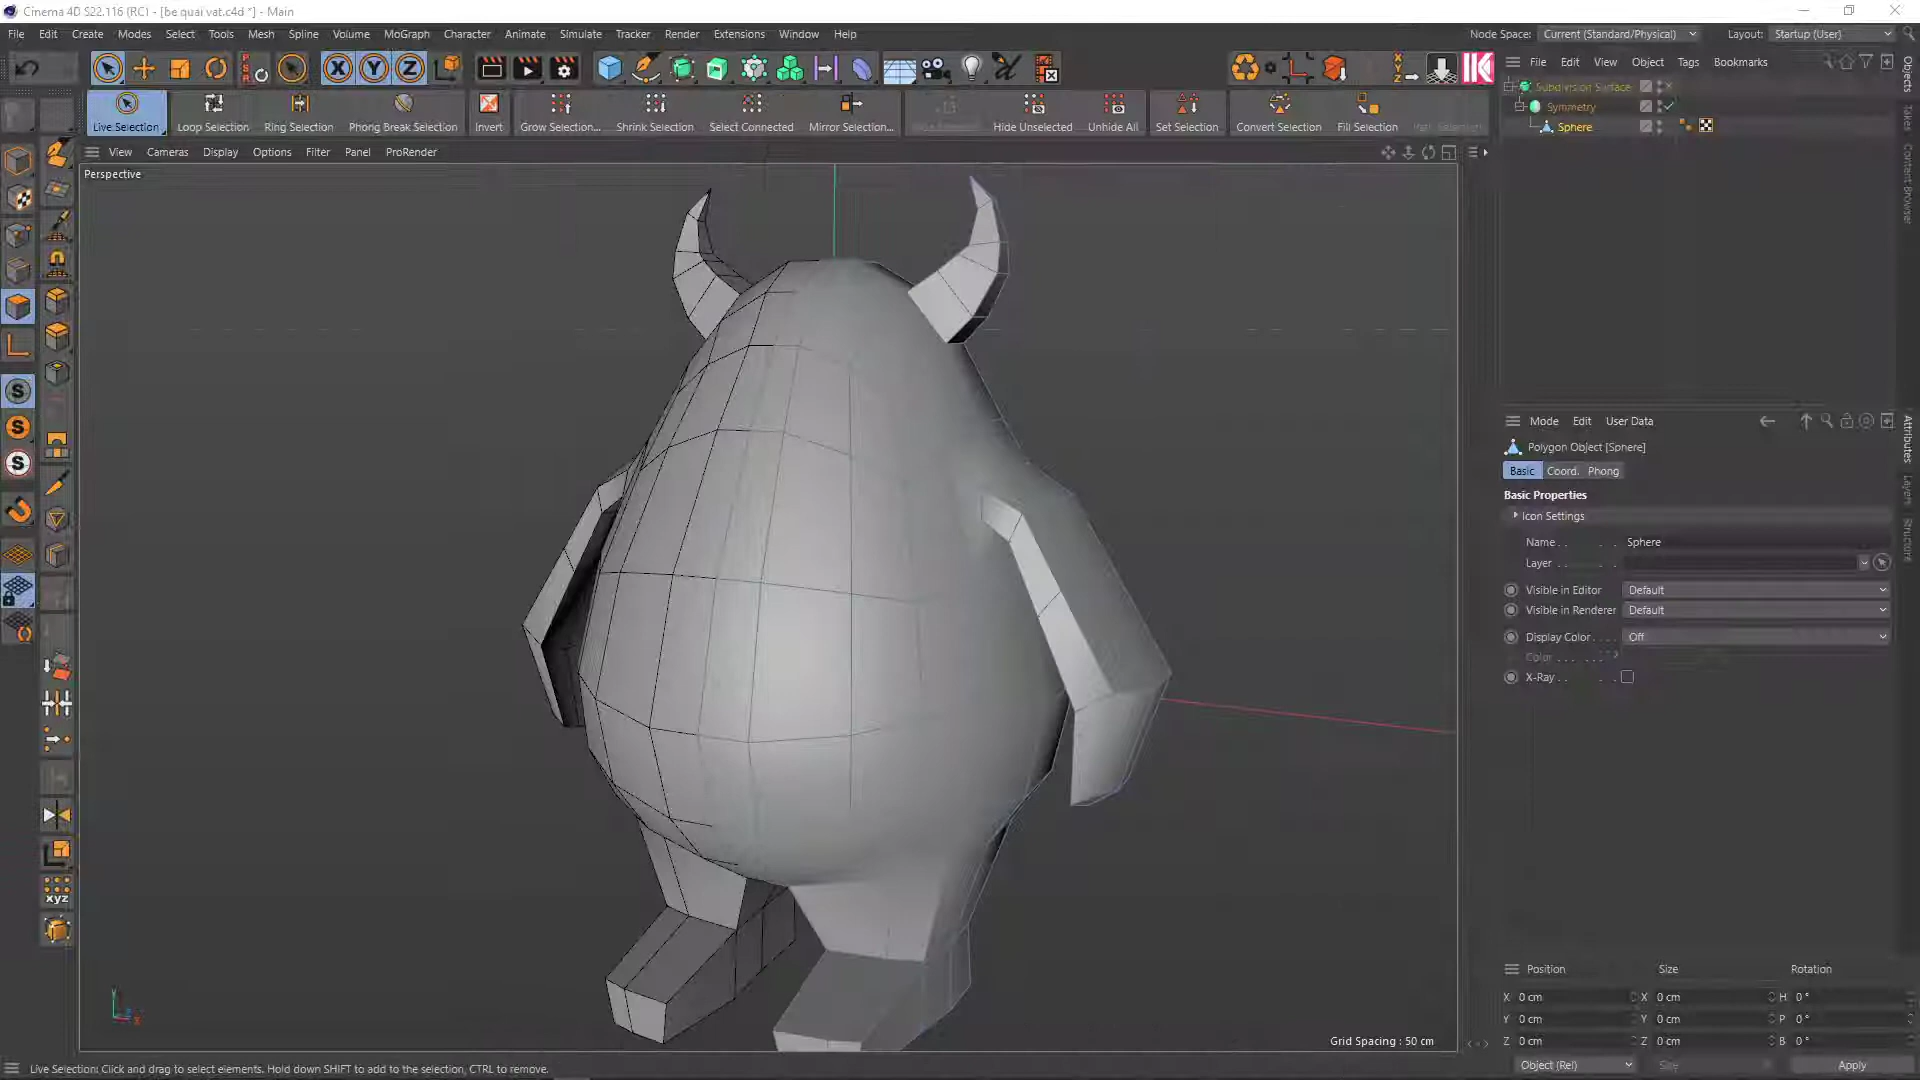 Cinema 4D S22.116 (RC) - [be quai vat.c4d *] - Main
File Edit Create Modes Select Tools Mesh Spline Volume MoGraph Character Animate Simulate Tracker Render Extensions Window Help
Node Space: Current (Standard/Physical) Layout: Startup (User)
File Edit View Object Tags Bookmarks
Live Selection Loop Selection Ring Selection Phong Break Selection Invert Grow Selection... Shrink Selection Select Connected Mirror Selection... Hide Unselected Unhide All Set Selection Convert Selection Fill Selection
Subdivision Surface
Symmetry
Sphere
View Cameras Display Options Filter Panel ProRender
Perspective
Objects
Takes
Content Browser
Mode Edit User Data
Polygon Object [Sphere]
Basic Coord. Phong
Basic Properties
Icon Settings
Name . . Sphere
Layer
Visible in Editor Default
Visible in Renderer Default
Display Color Off
Color
X-Ray
Attributes
Layers
Structure
Position Size Rotation
X 0 cm X 0 cm H 0 °
Y 0 cm Y 0 cm P 0 °
Z 0 cm Z 0 cm B 0 °
Object (Rel) Size Apply
Grid Spacing : 50 cm
Live Selection: Click and drag to select elements. Hold down SHIFT to add to the selection, CTRL to remove.